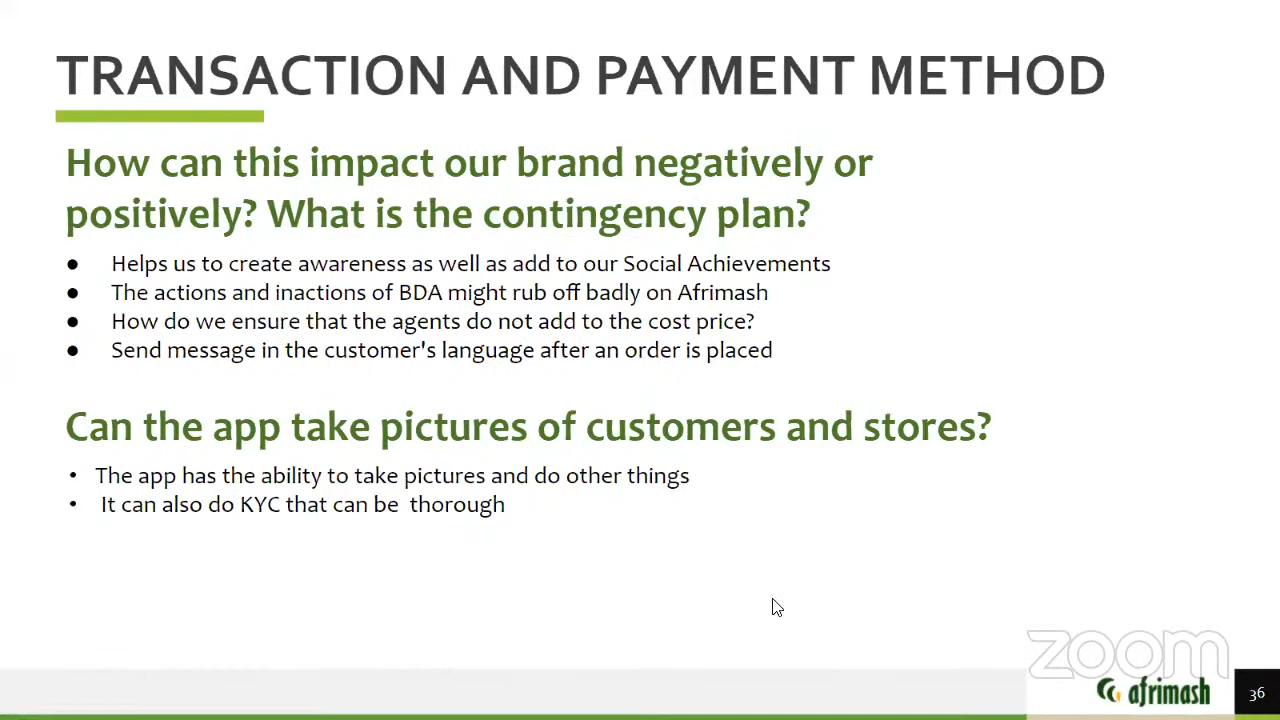 TRANSACTION AND PAYMENT METHOD
How can this impact our brand negatively or
positively? What is the contingency plan?
● Helps us to create awareness as well as add to our Social Achievements
● The actions and inactions of BDA might rub off badly on Afrimash
● How do we ensure that the agents do not add to the cost price?
● Send message in the customer's language after an order is placed
Can the app take pictures of customers and stores?
• The app has the ability to take pictures and do other things
• It can also do KYC that can be thorough
zoom
afrimash
36